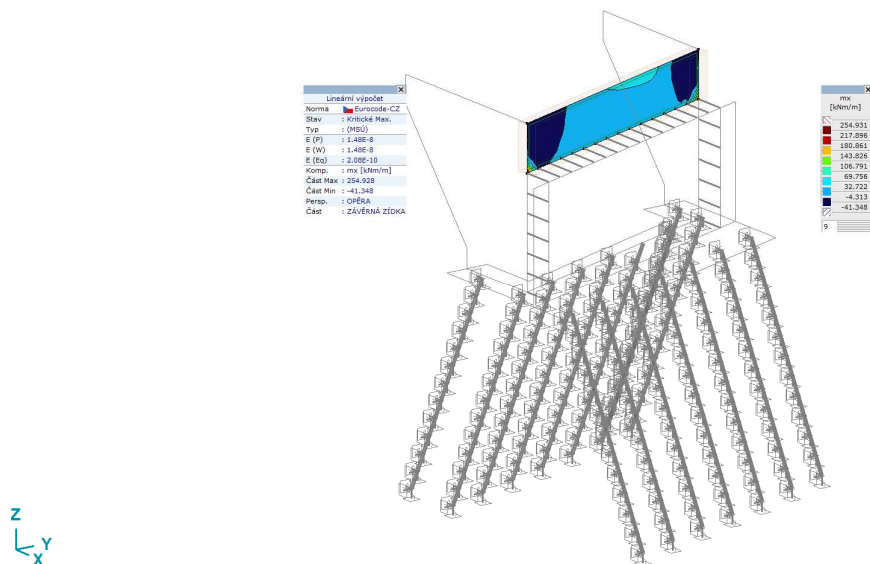 Lineární výpočet
Norma Eurocode-CZ
Stav : Kritické Max.
Typ : (MSÚ)
E (P) : 1.48E-8
E (W) : 1.48E-8
E (Eq) : 2.08E-10
Komp. : mx [kNm/m]
Část Max : 254.928
Část Min : -41.348
Persp. : OPĚRA
Část : ZÁVĚRNÁ ZÍDKA
mx
[kNm/m]
254.931
217.896
180.861
143.826
106.791
69.756
32.722
-4.313
-41.348
9
Z
Y
X